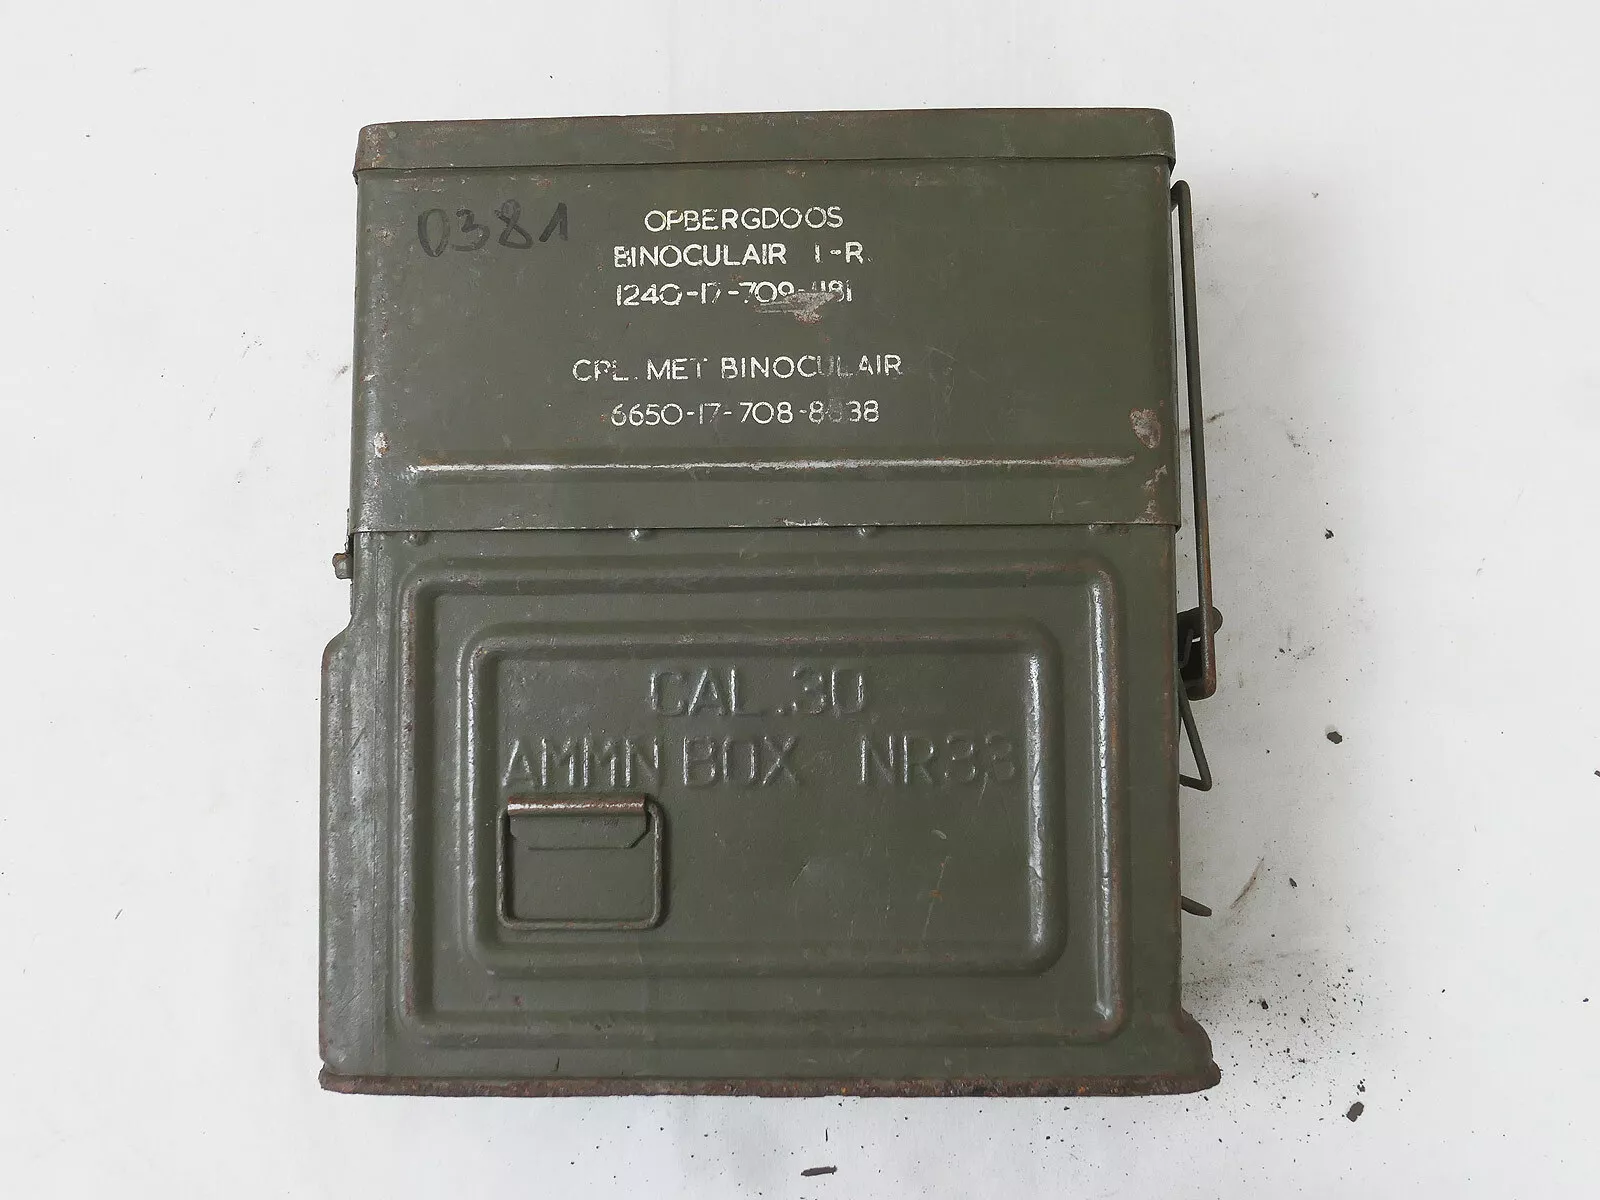 0381
OPBERGDOOS
BINOCULAIR I-R.
1240-17-709-1181
CPL. MET BINOCULAIR
6650-17-708-8838
CAL .30
AMMN BOX NR33